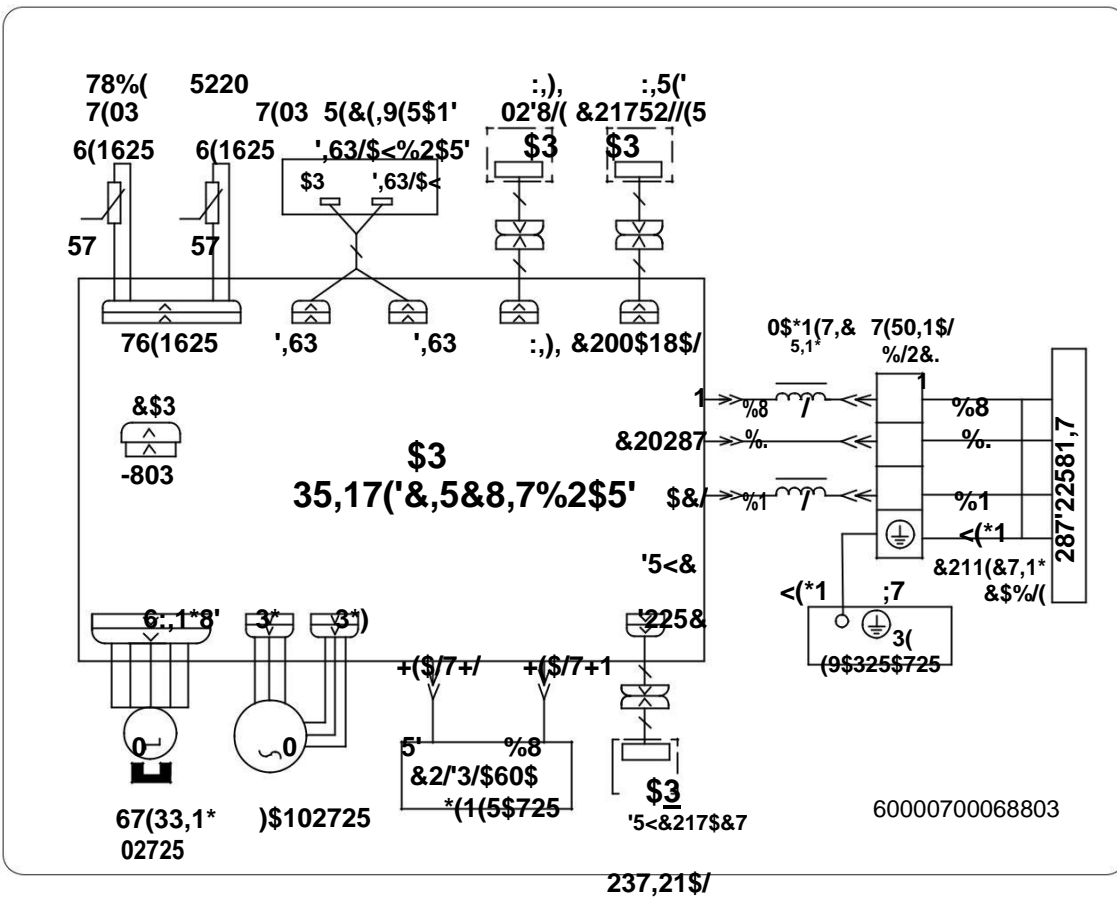 78%( 5220 :,), :,5('
7(03 7(03 5(&(,9(5$1' 02'8/( &21752//(5
6(1625 6(1625 ',63/$<%2$5' $3 $3
$3 ',63/$<
57 57
76(1625 ',63 ',63 :,), &200$18$/
0$*1(7,& 7(50,1$/
5,1* %/2&.
1
&$3
-803
1 %8 / %8
&20287 %. %.
$3
35,17('&,5&8,7%2$5'
$&/ %1 / %1
287'22581,7
<(*1
'5<&
&211(&7,1*
&$%/(
<(*1 ;7
6:,1*8' 3* 3*) '225&
3(
(9$325$725
+($/7+/ +($/7+1
0 0 5' %8
&2/'3/$60$
*(1(5$725
$3
'5<&217$&7
67(33,1* )$102725
02725
60000700068803
237,21$/